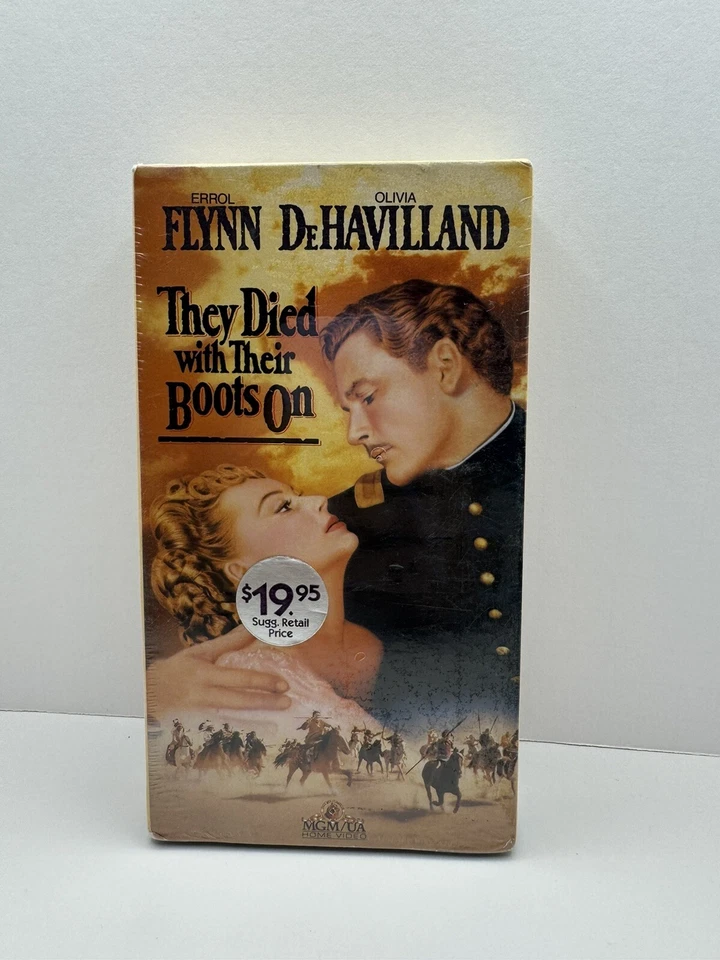 ERROL OLIVIA
FLYNN DEHAVILLAND
They Died
with Their
Boots On
$19.95
Sugg. Retail
Price
MGM/UA
HOME VIDEO